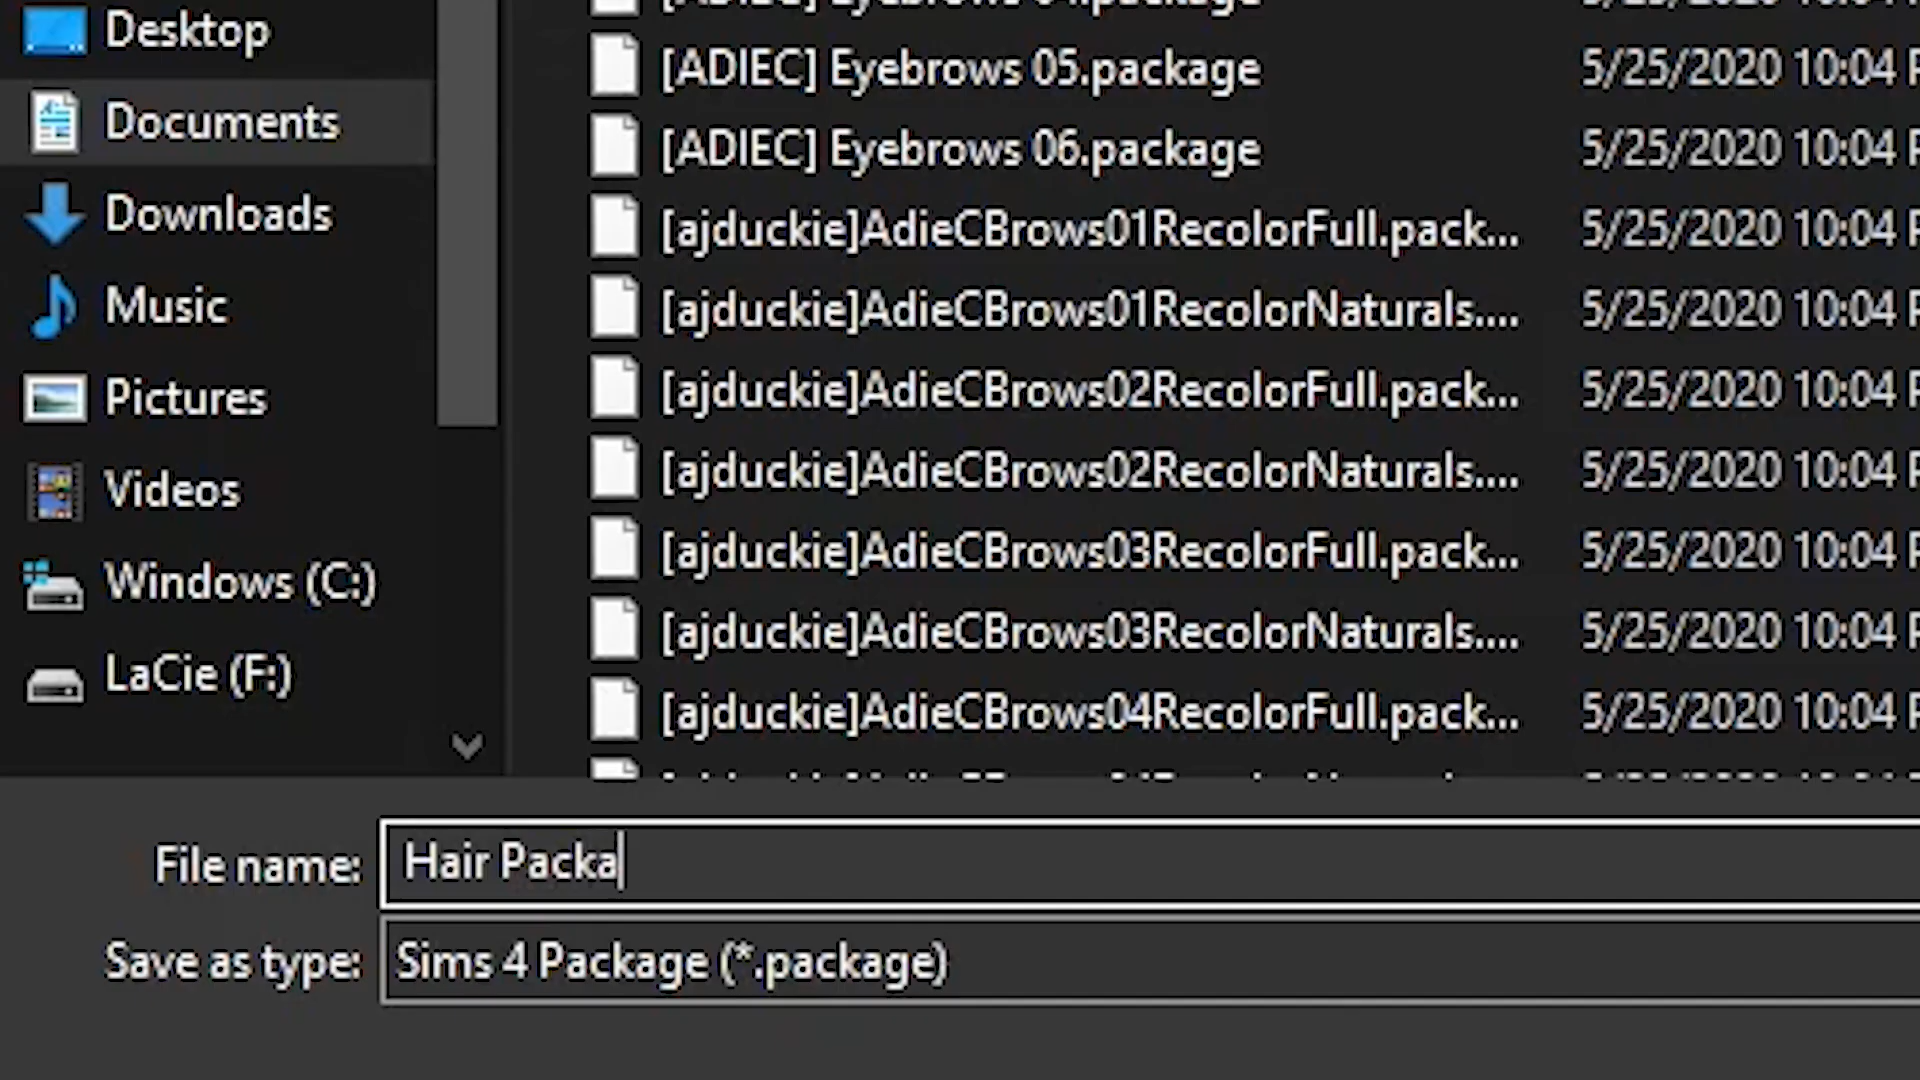 Desktop
Documents
Downloads
Music
Pictures
Videos
Windows (C:)
LaCie (F:)
[ADIEC] Eyebrows 04.package
[ADIEC] Eyebrows 05.package 5/25/2020 10:04
[ADIEC] Eyebrows 06.package 5/25/2020 10:04
[ajduckie]AdieCBrows01RecolorFull.pack... 5/25/2020 10:04
[ajduckie]AdieCBrows01RecolorNaturals.... 5/25/2020 10:04
[ajduckie]AdieCBrows02RecolorFull.pack... 5/25/2020 10:04
[ajduckie]AdieCBrows02RecolorNaturals.... 5/25/2020 10:04
[ajduckie]AdieCBrows03RecolorFull.pack... 5/25/2020 10:04
[ajduckie]AdieCBrows03RecolorNaturals.... 5/25/2020 10:04
[ajduckie]AdieCBrows04RecolorFull.pack... 5/25/2020 10:04
File name: Hair Packa
Save as type: Sims 4 Package (*.package)